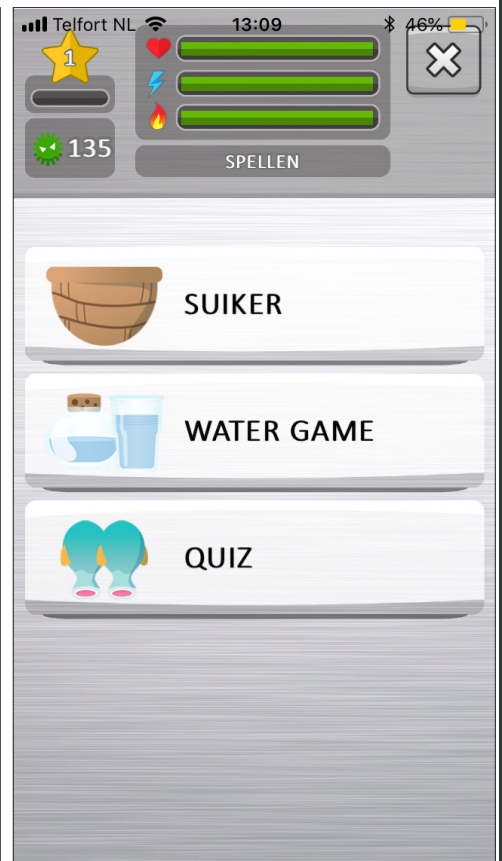 Telfort NL 13:09 46%
1
135
SPELLEN
SUIKER
WATER GAME
QUIZ